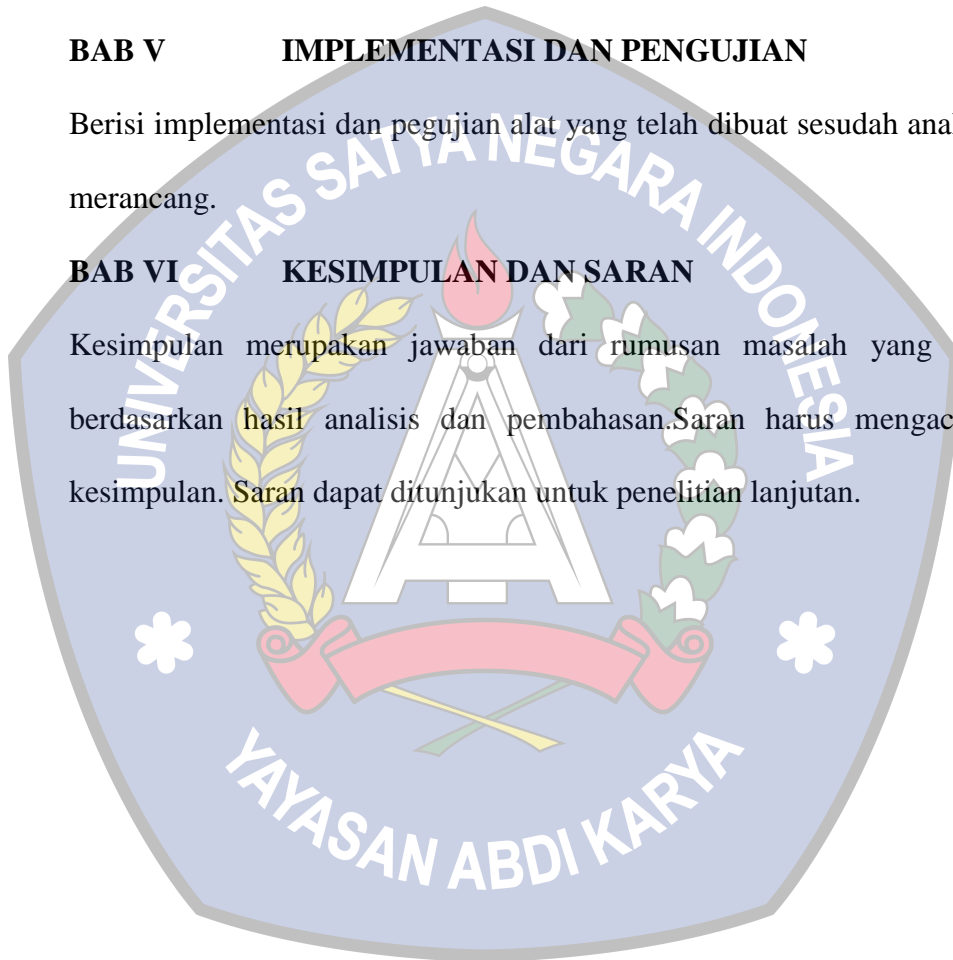 BAB V IMPLEMENTASI DAN PENGUJIAN
Berisi implementasi dan pegujian alat yang telah dibuat sesudah
merancang.
BAB VI KESIMPULAN DAN SARAN
Kesimpulan merupakan jawaban dari rumusan masalah yang
berdasarkan hasil analisis dan pembahasan.Saran harus
kesimpulan. Saran dapat ditunjukan untuk penelitian lanjutan.
UNIVERSITAS SATYA NEGARA INDONESIA
YAYASAN ABDI KARYA